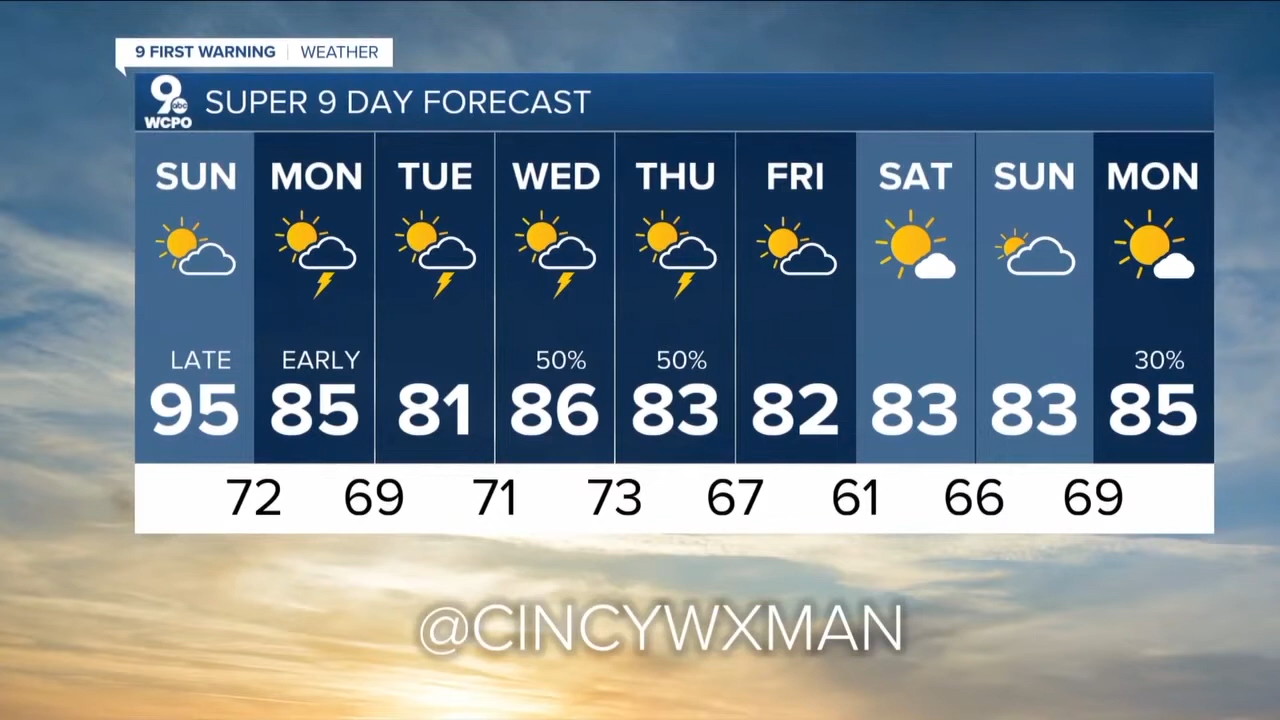 9 FIRST WARNING | WEATHER
9 abc WCPO
SUPER 9 DAY FORECAST
SUN MON TUE WED THU FRI SAT SUN MON
LATE EARLY 50% 50% 30%
95 85 81 86 83 82 83 83 85
72 69 71 73 67 61 66 69
@CINCYWXMAN